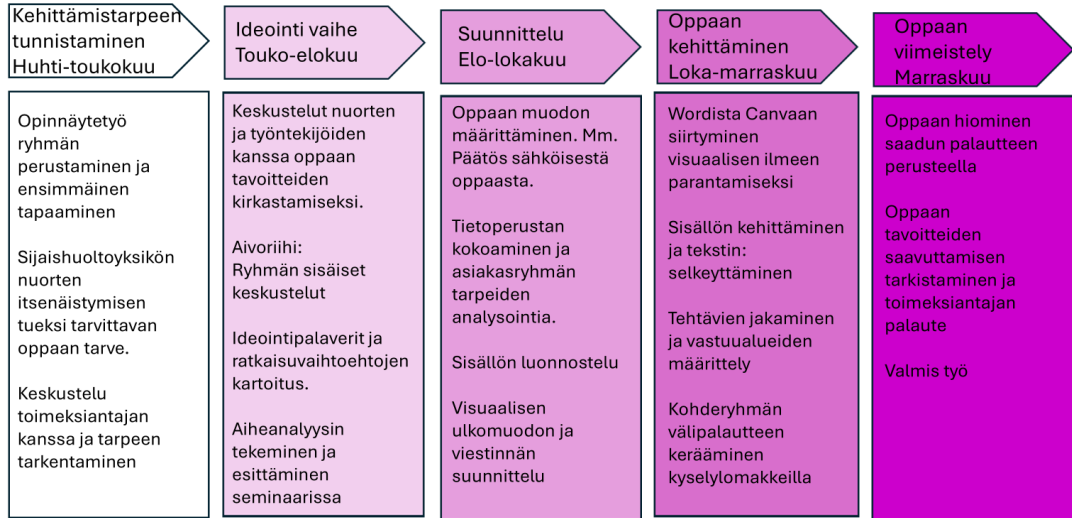 Kehittämistarpeen
tunnistaminen
Huhti-toukokuu
Ideointi vaihe
Touko-elokuu
Suunnittelu
Elo-lokakuu
Oppaan
kehittäminen
Loka-marraskuu
Oppaan
viimeistely
Marraskuu
Opinnäytetyö
ryhmän
perustaminen ja
ensimmäinen
tapaaminen
Sijaishuoltoyksikön
nuorten
itsenäistymisen
tueksi tarvittavan
oppaan tarve.
Keskustelu
toimeksiantajan
kanssa ja tarpeen
tarkentaminen
Keskustelut nuorten
ja työntekijöiden
kanssa oppaan
tavoitteiden
kirkastamiseksi.
Aivoriihi:
Ryhmän sisäiset
keskustelut
Ideointipalaverit ja
ratkaisuvaihtoehtojen
kartoitus.
Aiheanalyysin
tekeminen ja
esittäminen
seminaarissa
Oppaan muodon
määrittäminen. Mm.
Päätös sähköisestä
oppaasta.
Tietoperustan
kokoaminen ja
asiakasryhmän
tarpeiden
analysointia.
Sisällön luonnostelu
Visuaalisen
ulkomuodon ja
viestinnän
suunnittelu
Wordista Canvaan
siirtyminen
visuaalisen ilmeen
parantamiseksi
Sisällön kehittäminen
ja tekstin:
selkeyttäminen
Tehtävien jakaminen
ja vastuualueiden
määrittely
Kohderyhmän
välipalautteen
kerääminen
kyselylomakkeilla
Oppaan hiominen
saadun palautteen
perusteella
Oppaan
tavoitteiden
saavuttamisen
tarkistaminen ja
toimeksiantajan
palaute
Valmis työ